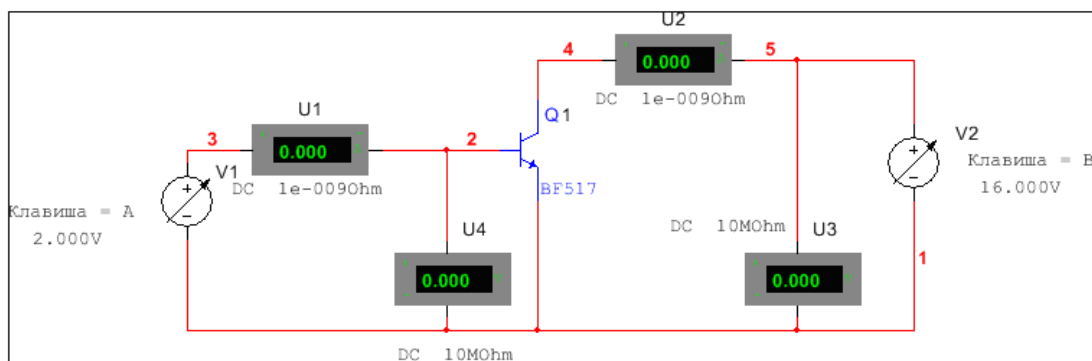 U2
4
5
0.000
DC 1e-009Ohm
U1
Q1
3
2
0.000
V1
DC 1e-009Ohm
BF517
V2
Клавиша = B
16.000V
Клавиша = A
2.000V
U4
DC 10MOhm
U3
1
0.000
0.000
DC 10MOhm